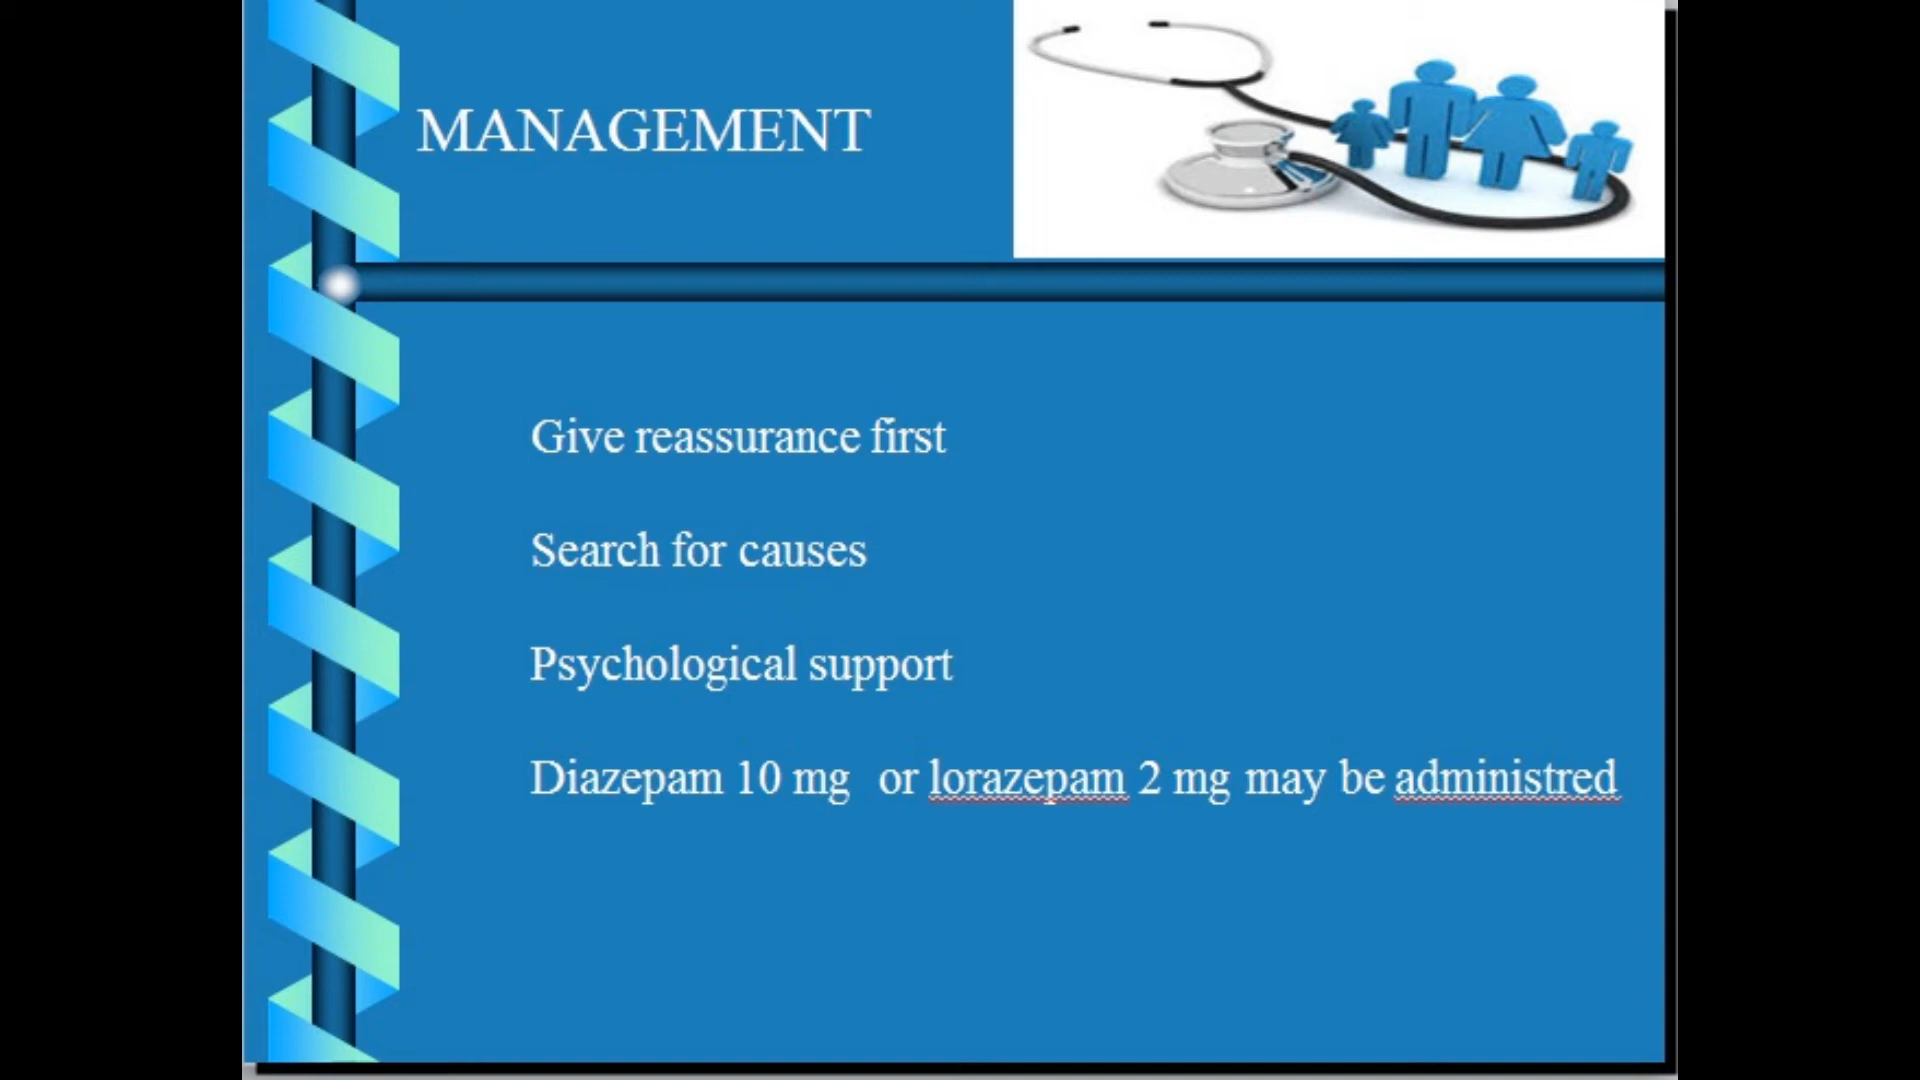 MANAGEMENT
Give reassurance first
Search for causes
Psychological support
Diazepam 10 mg or lorazepam 2 mg may be administred